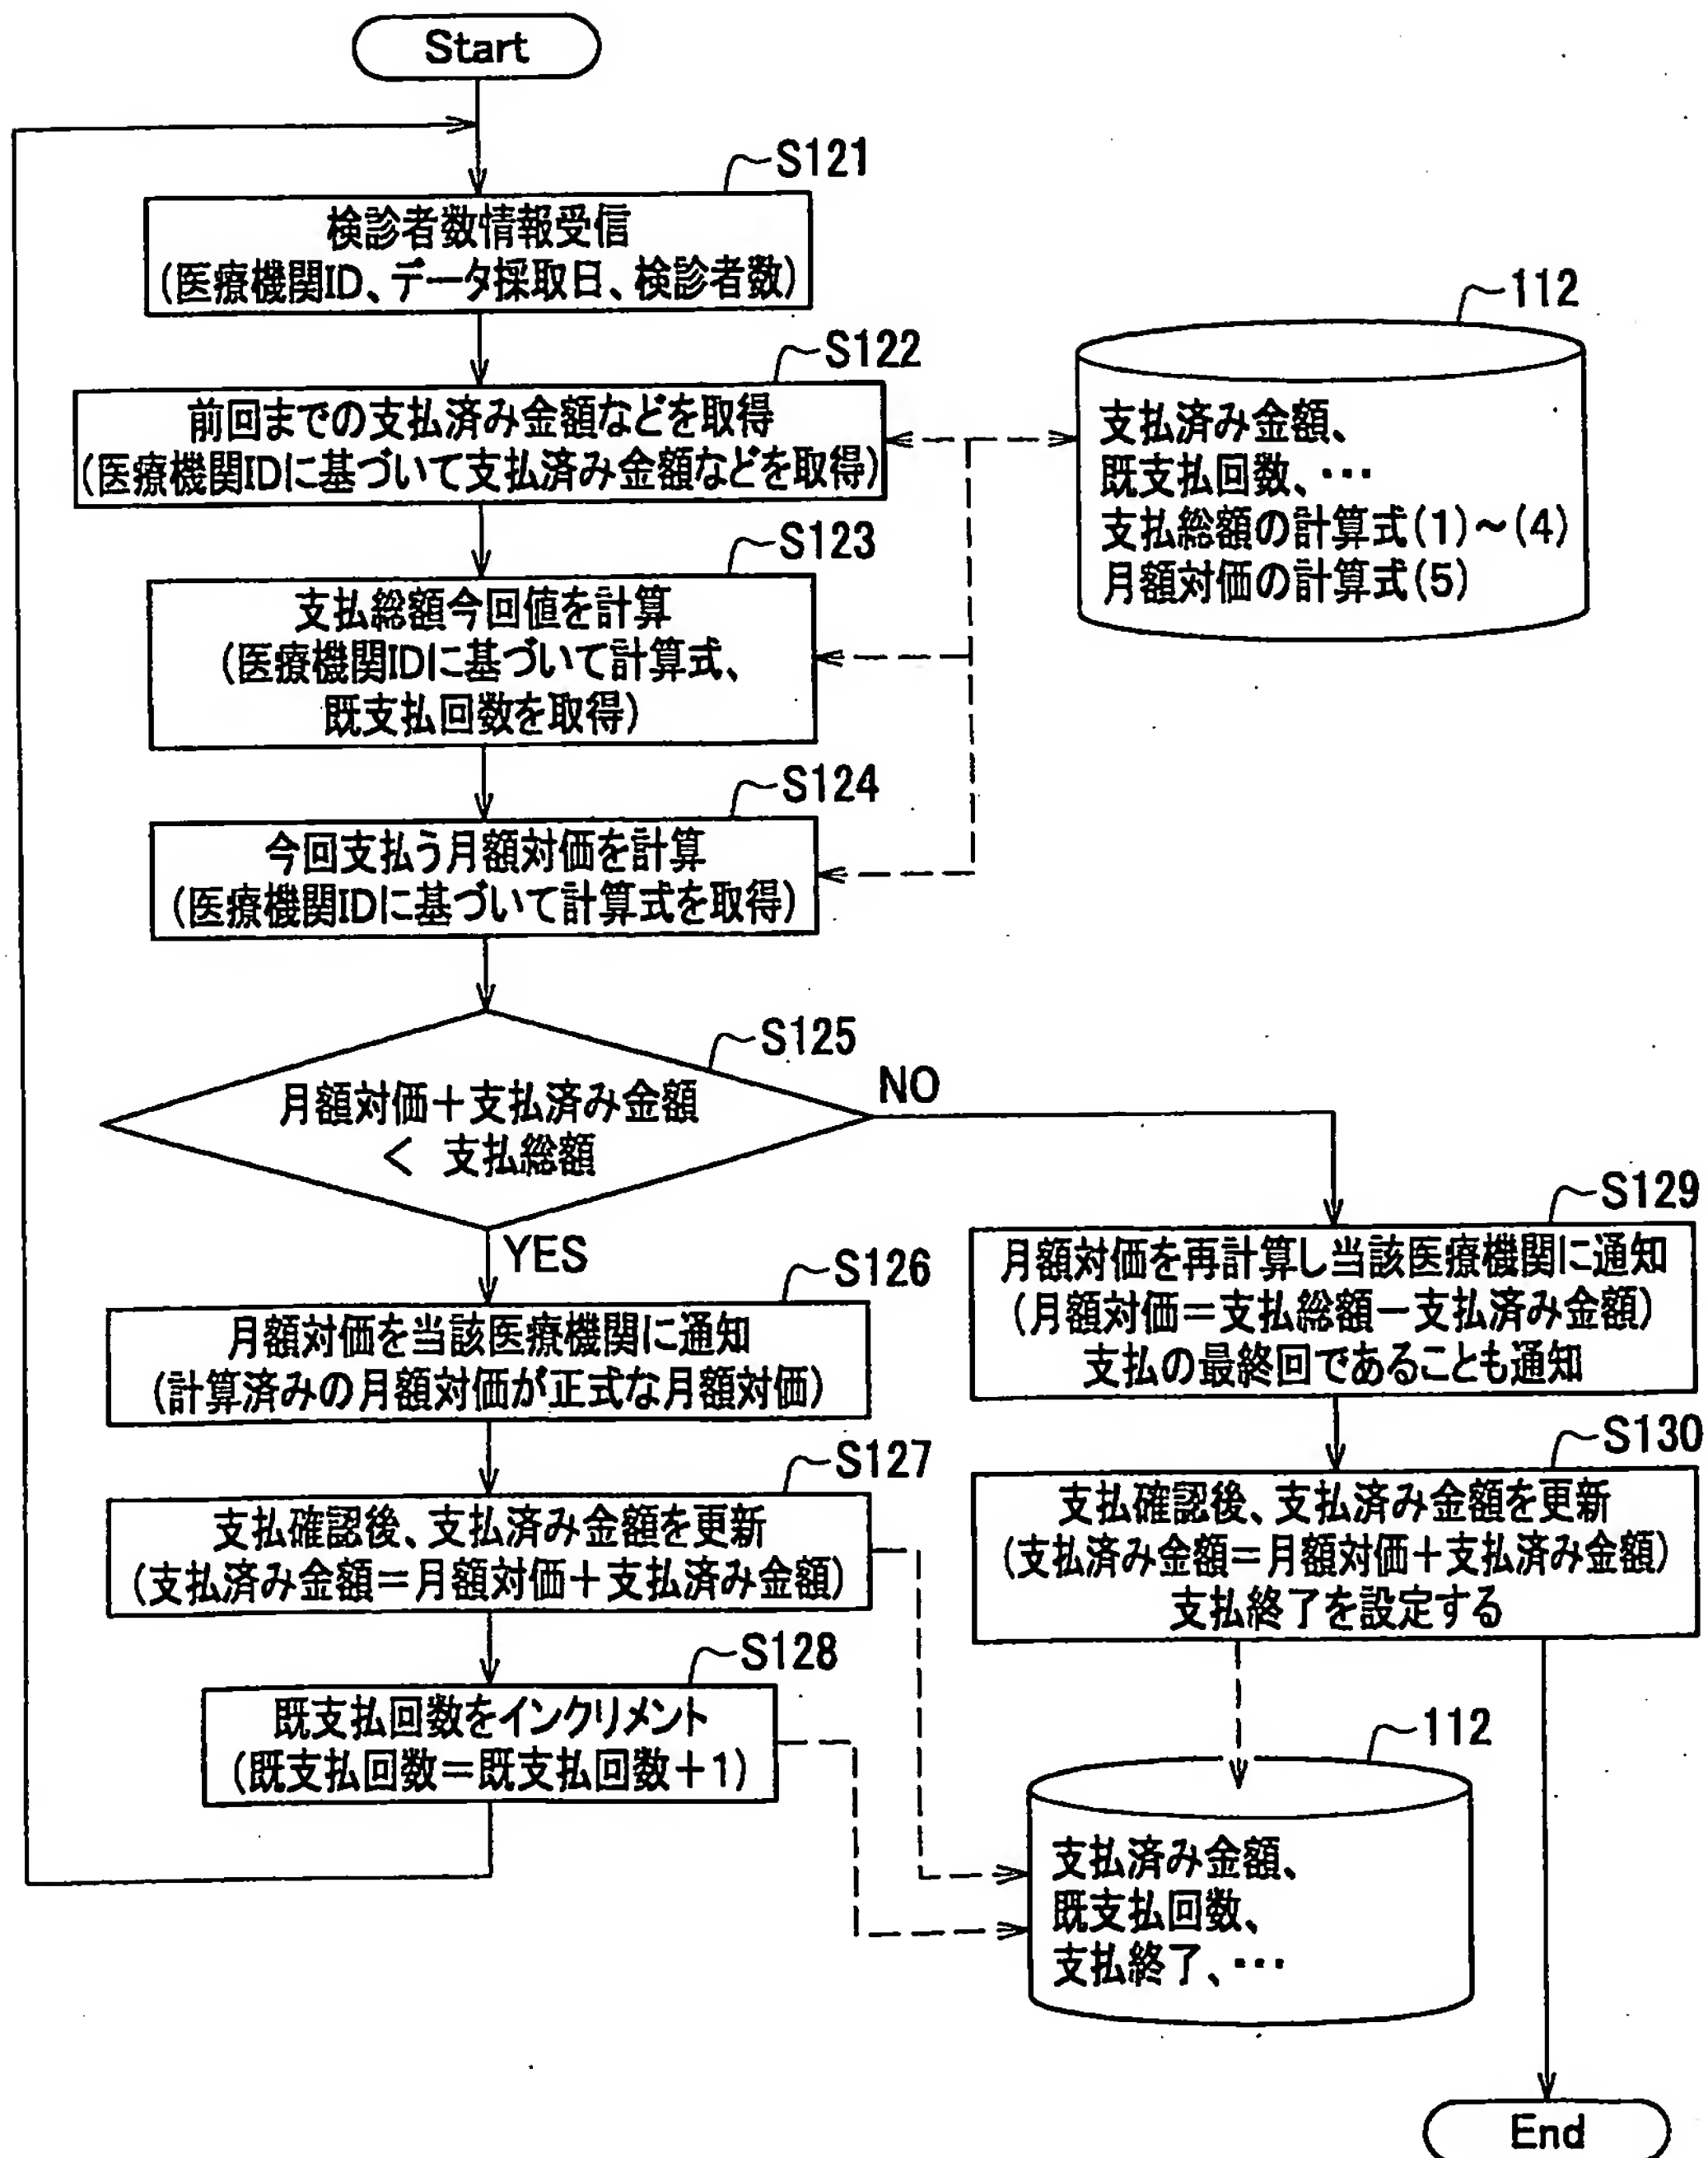 Start
S121
検診者数情報受信
(医療機関ID、データ採取日、検診者数)
S122
前回までの支払済み金額などを取得
(医療機関IDに基づいて支払済み金額などを取得)
112
支払済み金額、
既支払回数、…
支払総額の計算式(1)～(4)
月額対価の計算式(5)
S123
支払総額今回値を計算
(医療機関IDに基づいて計算式、
既支払回数を取得)
S124
今回支払う月額対価を計算
(医療機関IDに基づいて計算式を取得)
S125
月額対価＋支払済み金額
＜ 支払総額
NO
YES
S126
月額対価を当該医療機関に通知
(計算済みの月額対価が正式な月額対価)
S127
支払確認後、支払済み金額を更新
(支払済み金額＝月額対価＋支払済み金額)
S128
既支払回数をインクリメント
(既支払回数＝既支払回数＋1)
S129
月額対価を再計算し当該医療機関に通知
(月額対価＝支払総額－支払済み金額)
支払の最終回であることも通知
S130
支払確認後、支払済み金額を更新
(支払済み金額＝月額対価＋支払済み金額)
支払終了を設定する
112
支払済み金額、
既支払回数、
支払終了、…
End